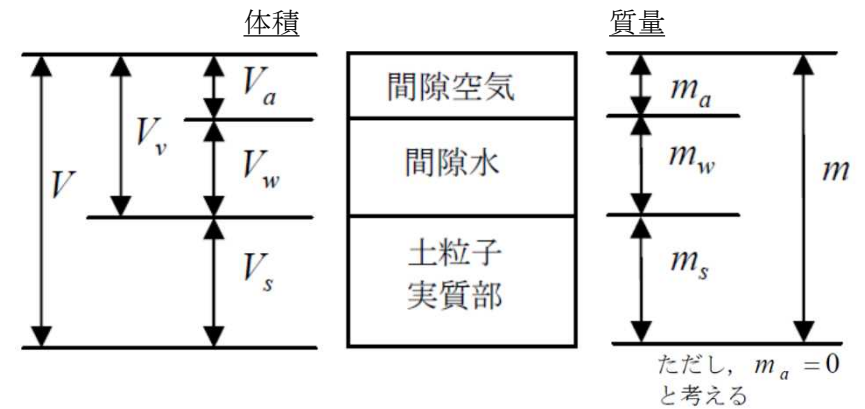 体積
質量
V
V_v
V_a
V_w
V_s
間隙空気
間隙水
土粒子
実質部
m_a
m_w
m_s
m
ただし，m_a = 0
と考える